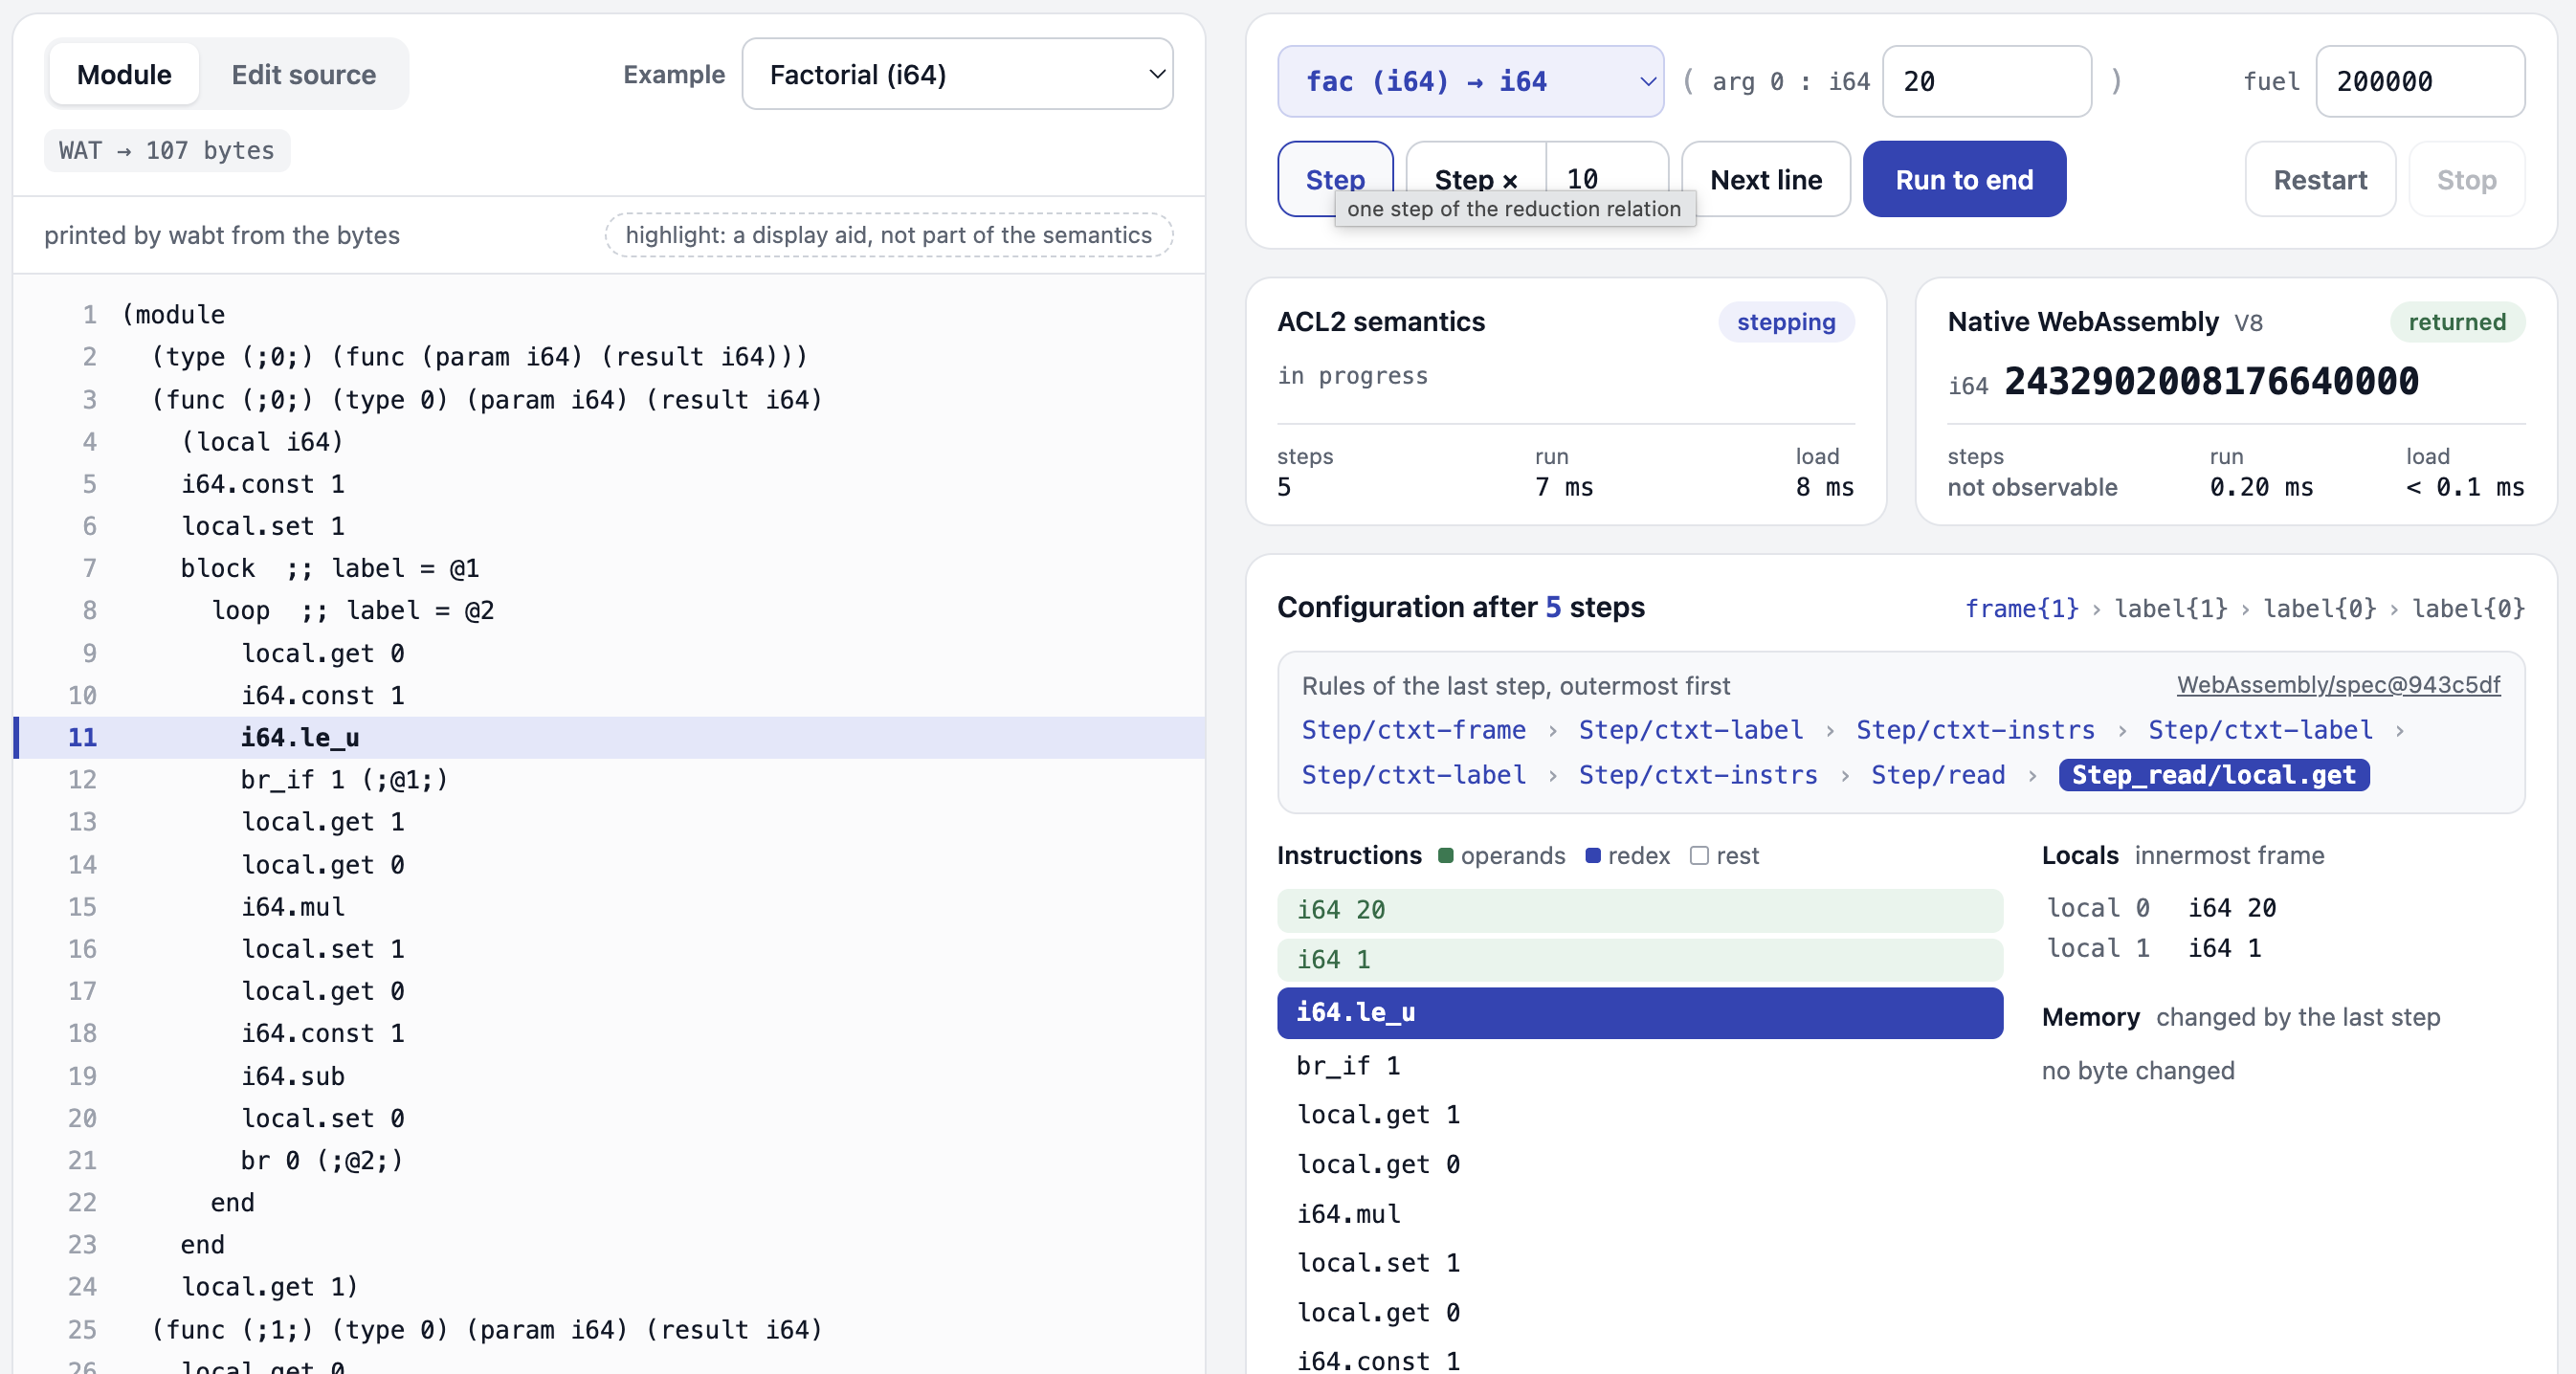 Module Edit source Example Factorial (i64)
WAT → 107 bytes
printed by wabt from the bytes highlight: a display aid, not part of the semantics
1 (module
2 (type (;0;) (func (param i64) (result i64)))
3 (func (;0;) (type 0) (param i64) (result i64)
4 (local i64)
5 i64.const 1
6 local.set 1
7 block ;; label = @1
8 loop ;; label = @2
9 local.get 0
10 i64.const 1
11 i64.le_u
12 br_if 1 (;@1;)
13 local.get 1
14 local.get 0
15 i64.mul
16 local.set 1
17 local.get 0
18 i64.const 1
19 i64.sub
20 local.set 0
21 br 0 (;@2;)
22 end
23 end
24 local.get 1)
25 (func (;1;) (type 0) (param i64) (result i64)
26 local.get 0
fac (i64) → i64 ( arg 0 : i64 20 ) fuel 200000
Step Step × 10 Next line Run to end Restart Stop
one step of the reduction relation
ACL2 semantics stepping
in progress
steps run load
5 7 ms 8 ms
Native WebAssembly V8 returned
i64 2432902008176640000
steps run load
not observable 0.20 ms < 0.1 ms
Configuration after 5 steps frame{1} › label{1} › label{0} › label{0}
Rules of the last step, outermost first WebAssembly/spec@943c5df
Step/ctxt-frame › Step/ctxt-label › Step/ctxt-instrs › Step/ctxt-label ›
Step/ctxt-label › Step/ctxt-instrs › Step/read › Step_read/local.get
Instructions operands redex rest
i64 20
i64 1
i64.le_u
br_if 1
local.get 1
local.get 0
i64.mul
local.set 1
local.get 0
i64.const 1
Locals innermost frame
local 0 i64 20
local 1 i64 1
Memory changed by the last step
no byte changed